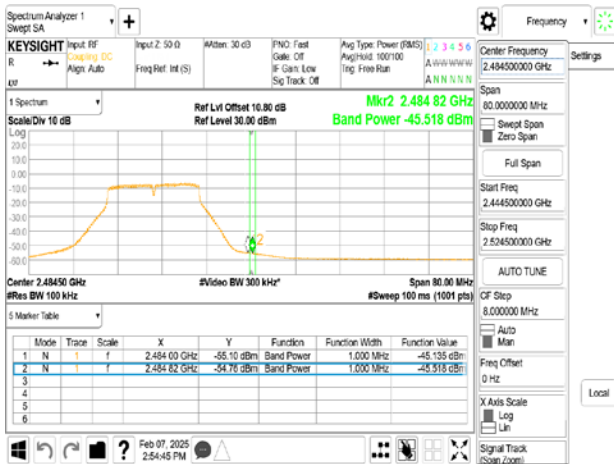 Spectrum Analyzer 1
Swept SA
Frequency
Settings
KEYSIGHT
R
Input: RF
Coupling: DC
Align: Auto
Input Z: 50 Ω
Freq Ref: Int (S)
#Atten: 30 dB
PNO: Fast
Gate: Off
IF Gain: Low
Sig Track: Off
Avg Type: Power (RMS)
Avg|Hold: 100/100
Trig: Free Run
1 2 3 4 5 6
A W W W W W
A N N N N N
1 Spectrum
Scale/Div 10 dB
Ref Lvl Offset 10.80 dB
Ref Level 30.00 dBm
Mkr2 2.484 82 GHz
Band Power -45.518 dBm
Log
20.0
10.0
0.00
-10.0
-20.0
-30.0
-40.0
-50.0
-60.0
2
Center 2.48450 GHz
#Res BW 100 kHz
#Video BW 300 kHz*
Span 80.00 MHz
#Sweep 100 ms (1001 pts)
5 Marker Table
Mode Trace Scale X Y Function Function Width Function Value
1 N 1 f 2.484 00 GHz -55.10 dBm Band Power 1.000 MHz -45.135 dBm
2 N 1 f 2.484 82 GHz -54.76 dBm Band Power 1.000 MHz -45.518 dBm
3
4
5
6
Feb 07, 2025
2:54:45 PM
Center Frequency
2.484500000 GHz
Span
80.0000000 MHz
Swept Span
Zero Span
Full Span
Start Freq
2.444500000 GHz
Stop Freq
2.524500000 GHz
AUTO TUNE
CF Step
8.000000 MHz
Auto
Man
Freq Offset
0 Hz
X Axis Scale
Log
Lin
Signal Track
(Span Zoom)
Local